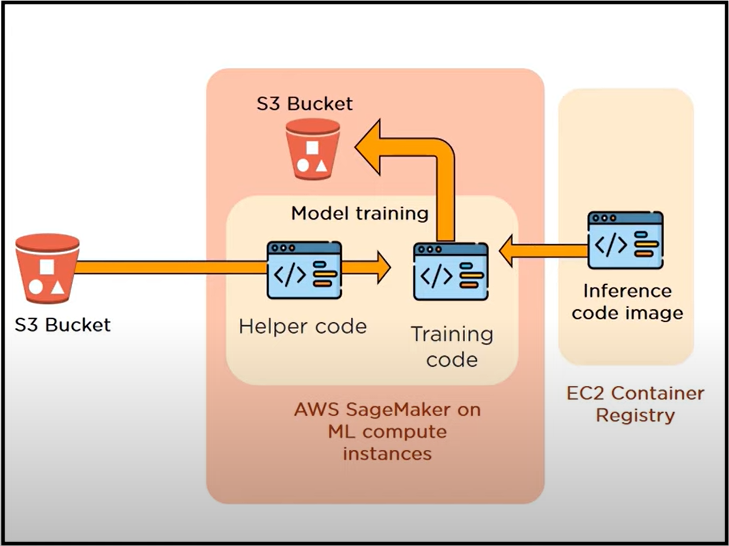 S3 Bucket
Model training
S3 Bucket
Helper code
Training
code
Inference
code image
AWS SageMaker on
ML compute
instances
EC2 Container
Registry